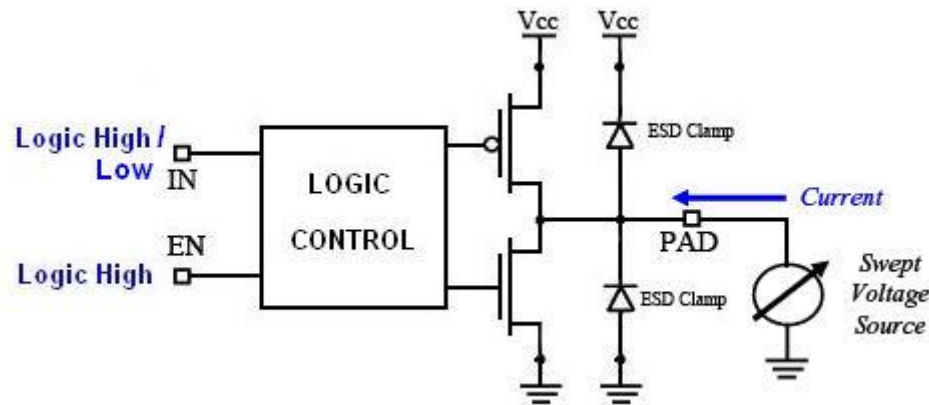 Vcc
Vcc
ESD Clamp
Logic High /
Low
IN
LOGIC
CONTROL
Current
EN
PAD
Logic High
ESD Clamp
Swept
Voltage
Source